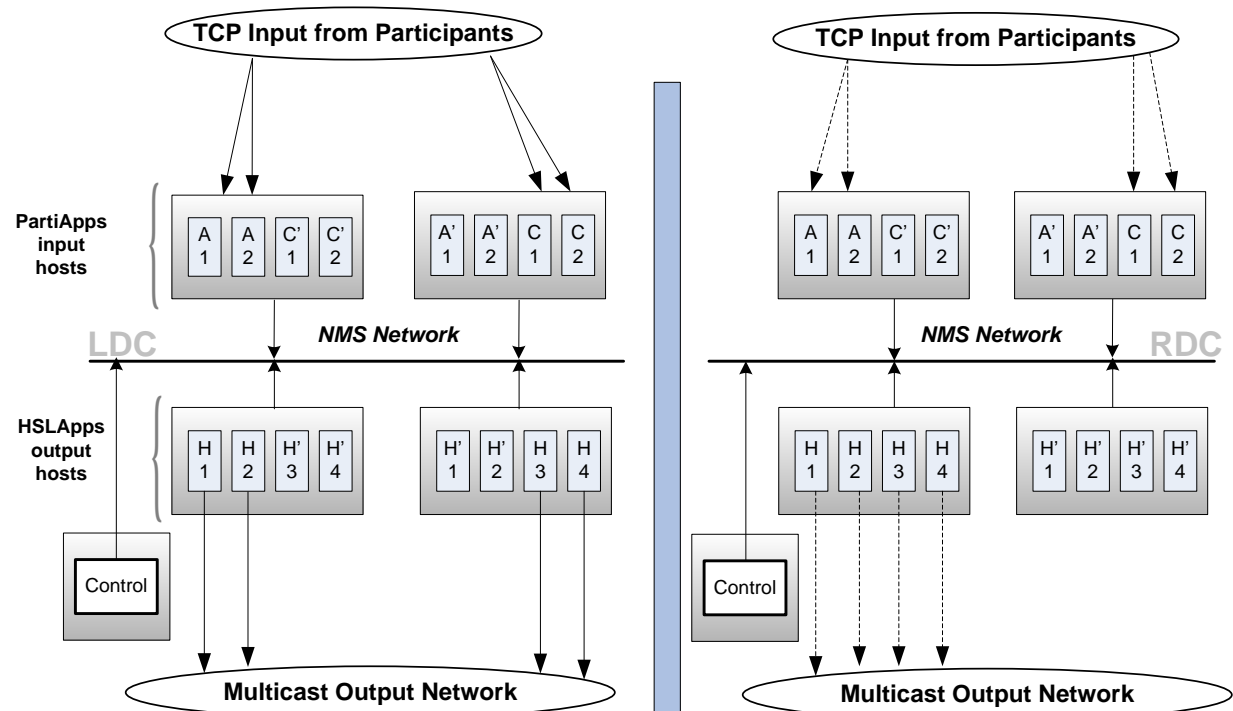 TCP Input from Participants
PartiApps
input
hosts
A
1
A
2
C'
1
C'
2
A'
1
A'
2
C
1
C
2
LDC
NMS Network
HSLApps
output
hosts
H
1
H
2
H'
3
H'
4
H'
1
H'
2
H
3
H
4
Control
Multicast Output Network
TCP Input from Participants
A
1
A
2
C'
1
C'
2
A'
1
A'
2
C
1
C
2
NMS Network
RDC
H
1
H
2
H
3
H
4
H'
1
H'
2
H'
3
H'
4
Control
Multicast Output Network